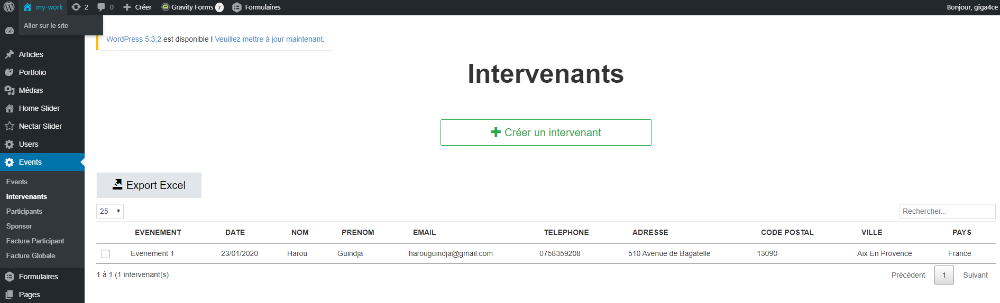 my-work 2 0 Créer Gravity Forms 7 Formulaires Bonjour, giga4ce
Aller sur le site
WordPress 5.3.2 est disponible ! Veuillez mettre à jour maintenant.
Articles
Portfolio
Médias
Home Slider
Nectar Slider
Users
Events
Events
Intervenants
Participants
Sponsor
Facture Participant
Facture Globale
Formulaires
Pages
Intervenants
Créer un intervenant
Export Excel
25 Rechercher...
EVENEMENT DATE NOM PRENOM EMAIL TELEPHONE ADRESSE CODE POSTAL VILLE PAYS
Evenement 1 23/01/2020 Harou Guindja harouguindja@gmail.com 0758359208 510 Avenue de Bagatelle 13090 Aix En Provence France
1 à 1 (1 intervenant(s) Précédent 1 Suivant